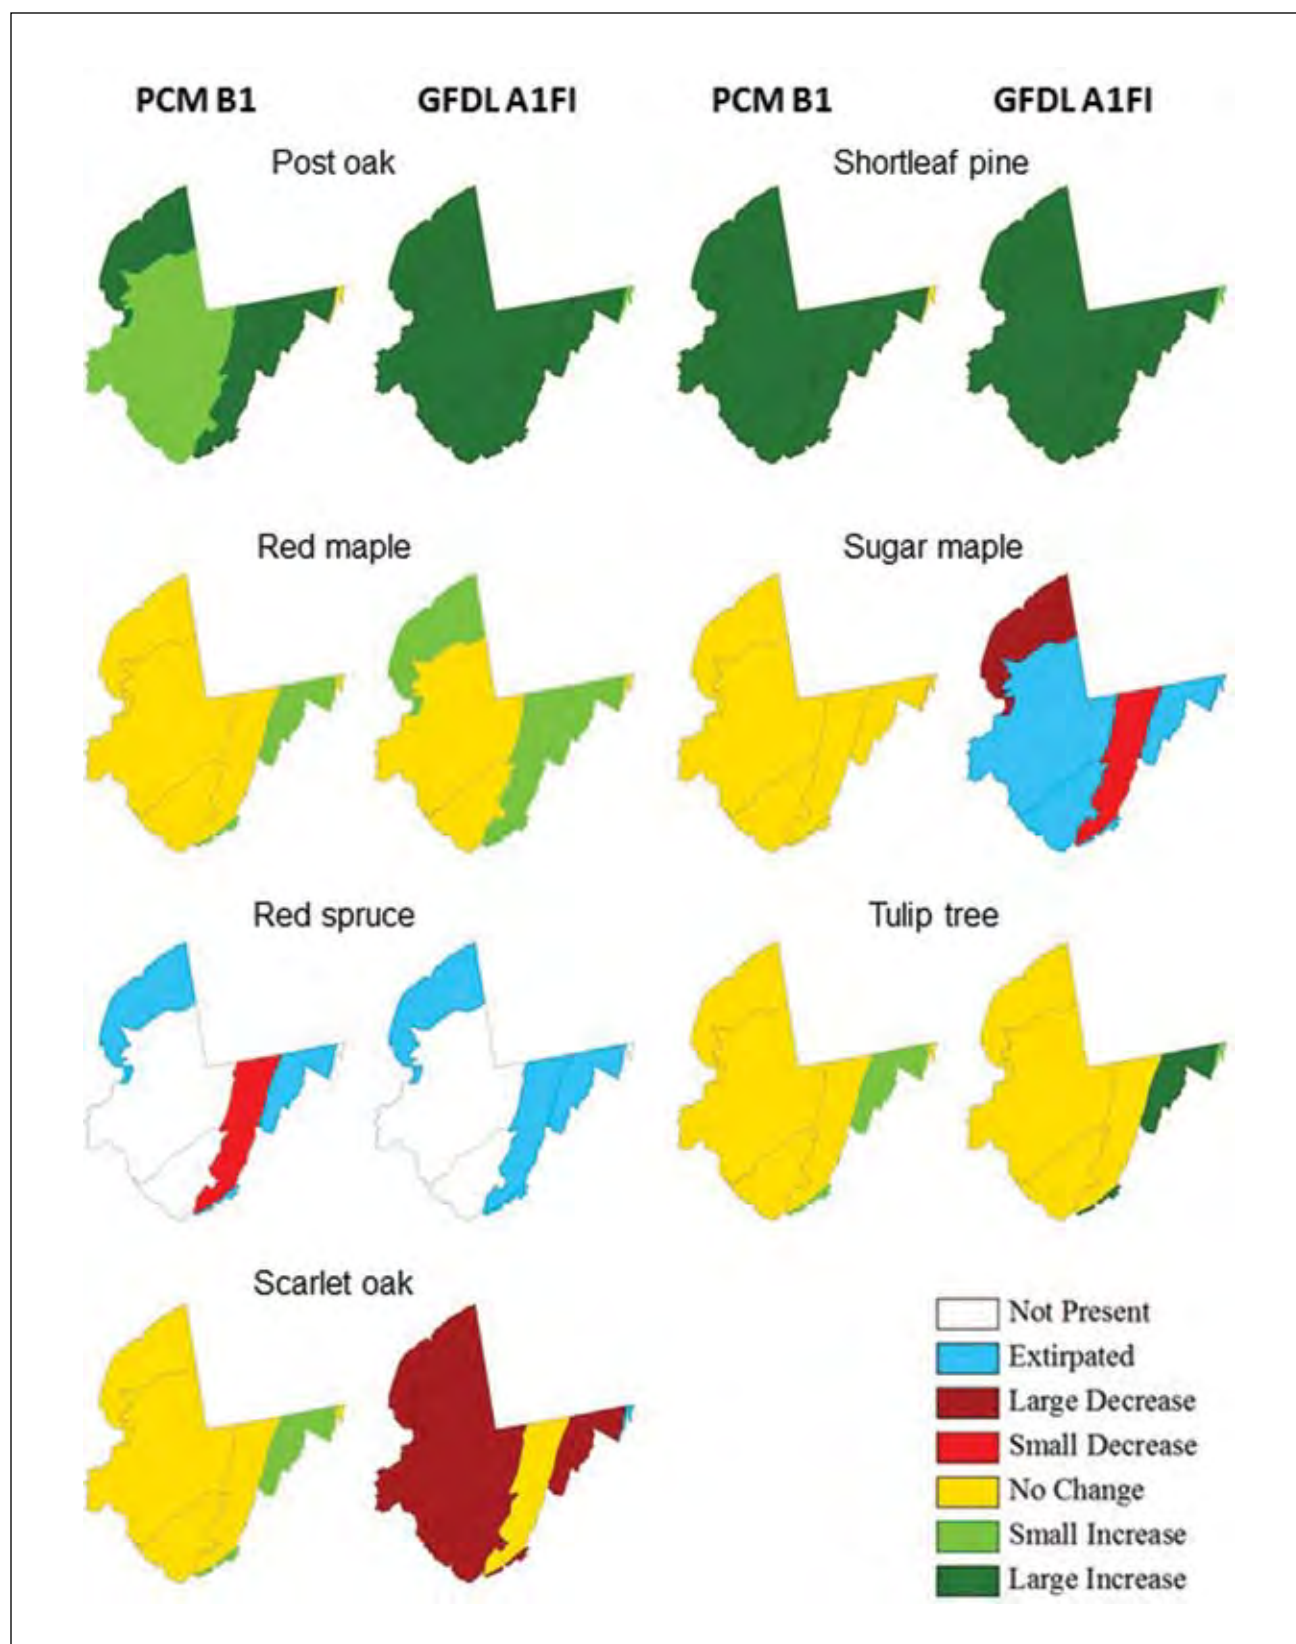 PCM B1 GFDL A1FI PCM B1 GFDL A1FI
Post oak Shortleaf pine
Red maple Sugar maple
Red spruce Tulip tree
Scarlet oak
Not Present
Extirpated
Large Decrease
Small Decrease
No Change
Small Increase
Large Increase